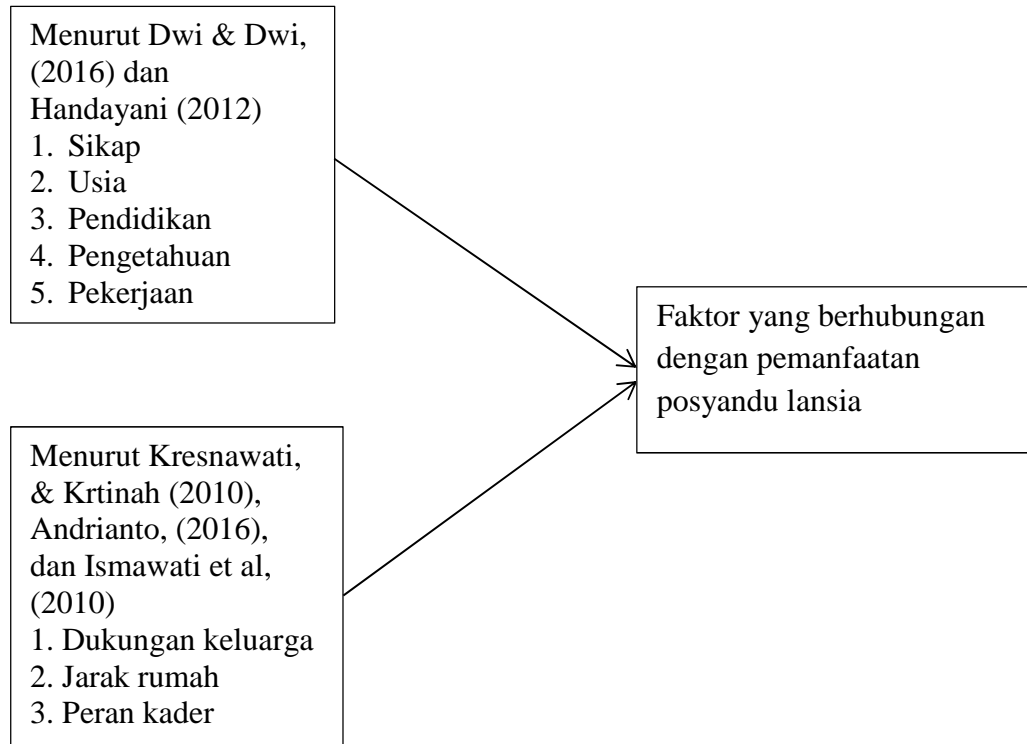 Menurut Dwi & Dwi,
(2016) dan
Handayani (2012)
1. Sikap
2. Usia
3. Pendidikan
4. Pengetahuan
5. Pekerjaan
Faktor yang berhubungan
dengan pemanfaatan
posyandu lansia
Menurut Kresnawati,
& Krtinah (2010),
Andrianto, (2016),
dan Ismawati et al,
(2010)
1. Dukungan keluarga
2. Jarak rumah
3. Peran kader